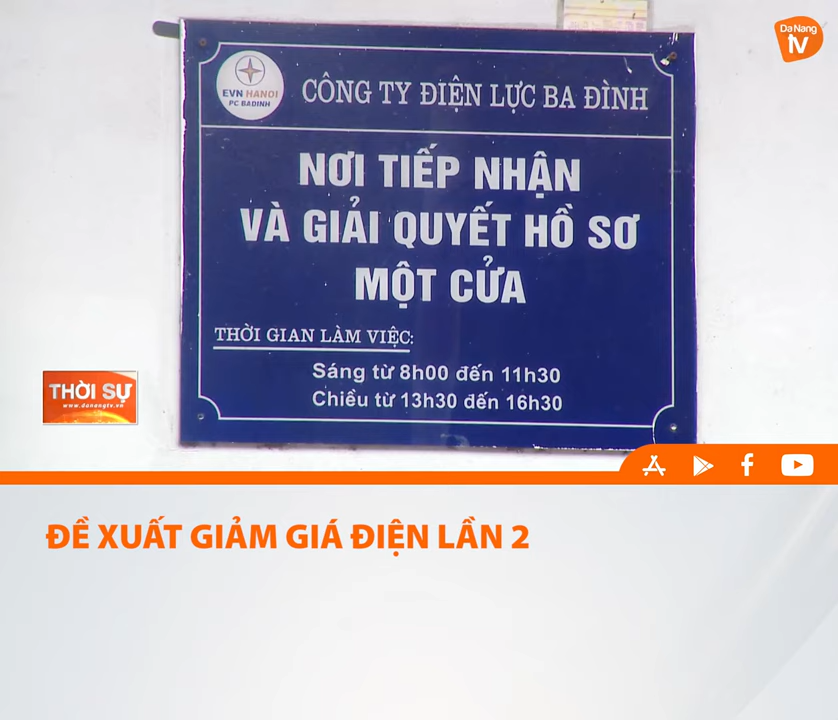 Da Nang
tv
EVN HANOI
PC BADINH
CÔNG TY ĐIỆN LỰC BA ĐÌNH
NƠI TIẾP NHẬN
VÀ GIẢI QUYẾT HỒ SƠ
MỘT CỬA
THỜI GIAN LÀM VIỆC:
Sáng từ 8h00 đến 11h30
Chiều từ 13h30 đến 16h30
THỜI SỰ
www.danangtv.vn
ĐỀ XUẤT GIẢM GIÁ ĐIỆN LẦN 2